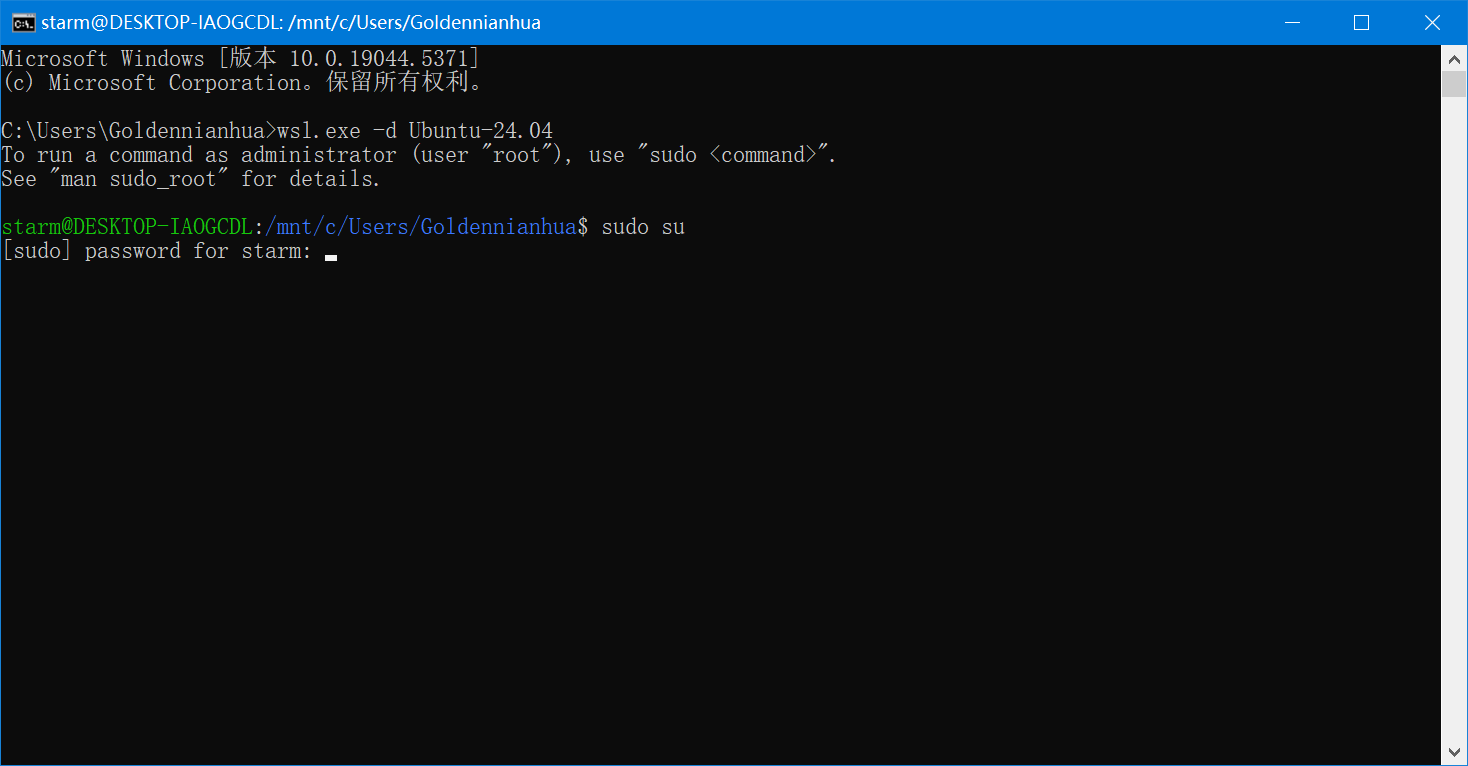 starm@DESKTOP-IAOGCDL: /mnt/c/Users/Goldennianhua
Microsoft Windows [版本 10.0.19044.5371]
(c) Microsoft Corporation。保留所有权利。
C:\Users\Goldennianhua>wsl.exe -d Ubuntu-24.04
To run a command as administrator (user "root"), use "sudo <command>".
See "man sudo_root" for details.
starm@DESKTOP-IAOGCDL:/mnt/c/Users/Goldennianhua$ sudo su
[sudo] password for starm: